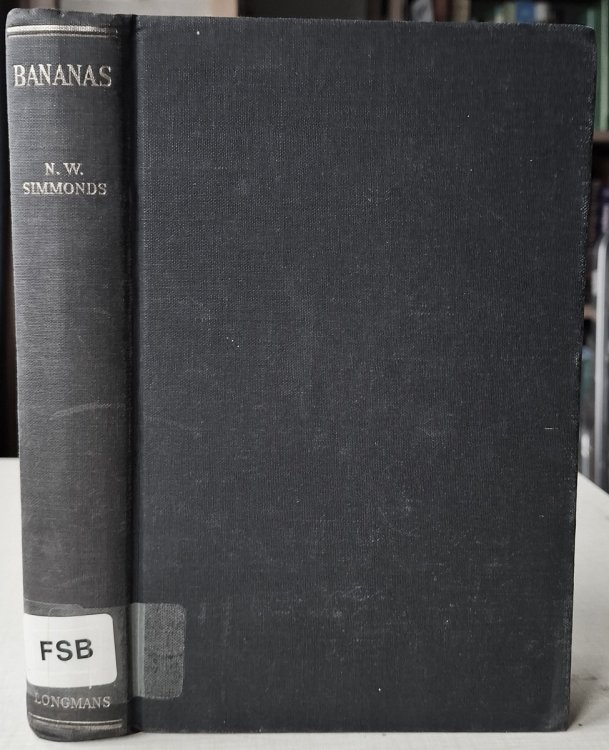 BANANAS
N. W.
SIMMONDS
FSB
LONGMANS